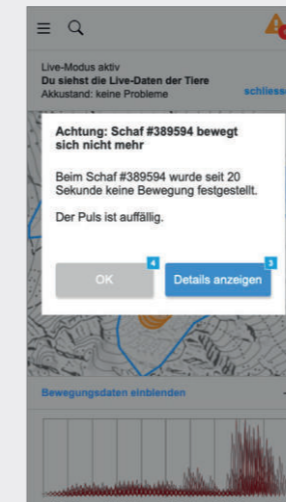 Live-Modus aktiv
Du siehst die Live-Daten der Tiere
Akkustand: keine Probleme
schliess
Achtung: Schaf #389594 bewegt
sich nicht mehr
Beim Schaf #389594 wurde seit 20
Sekunde keine Bewegung festgestellt.
Der Puls ist auffällig.
4
3
OK
Details anzeigen
Bewegungsdaten einblenden